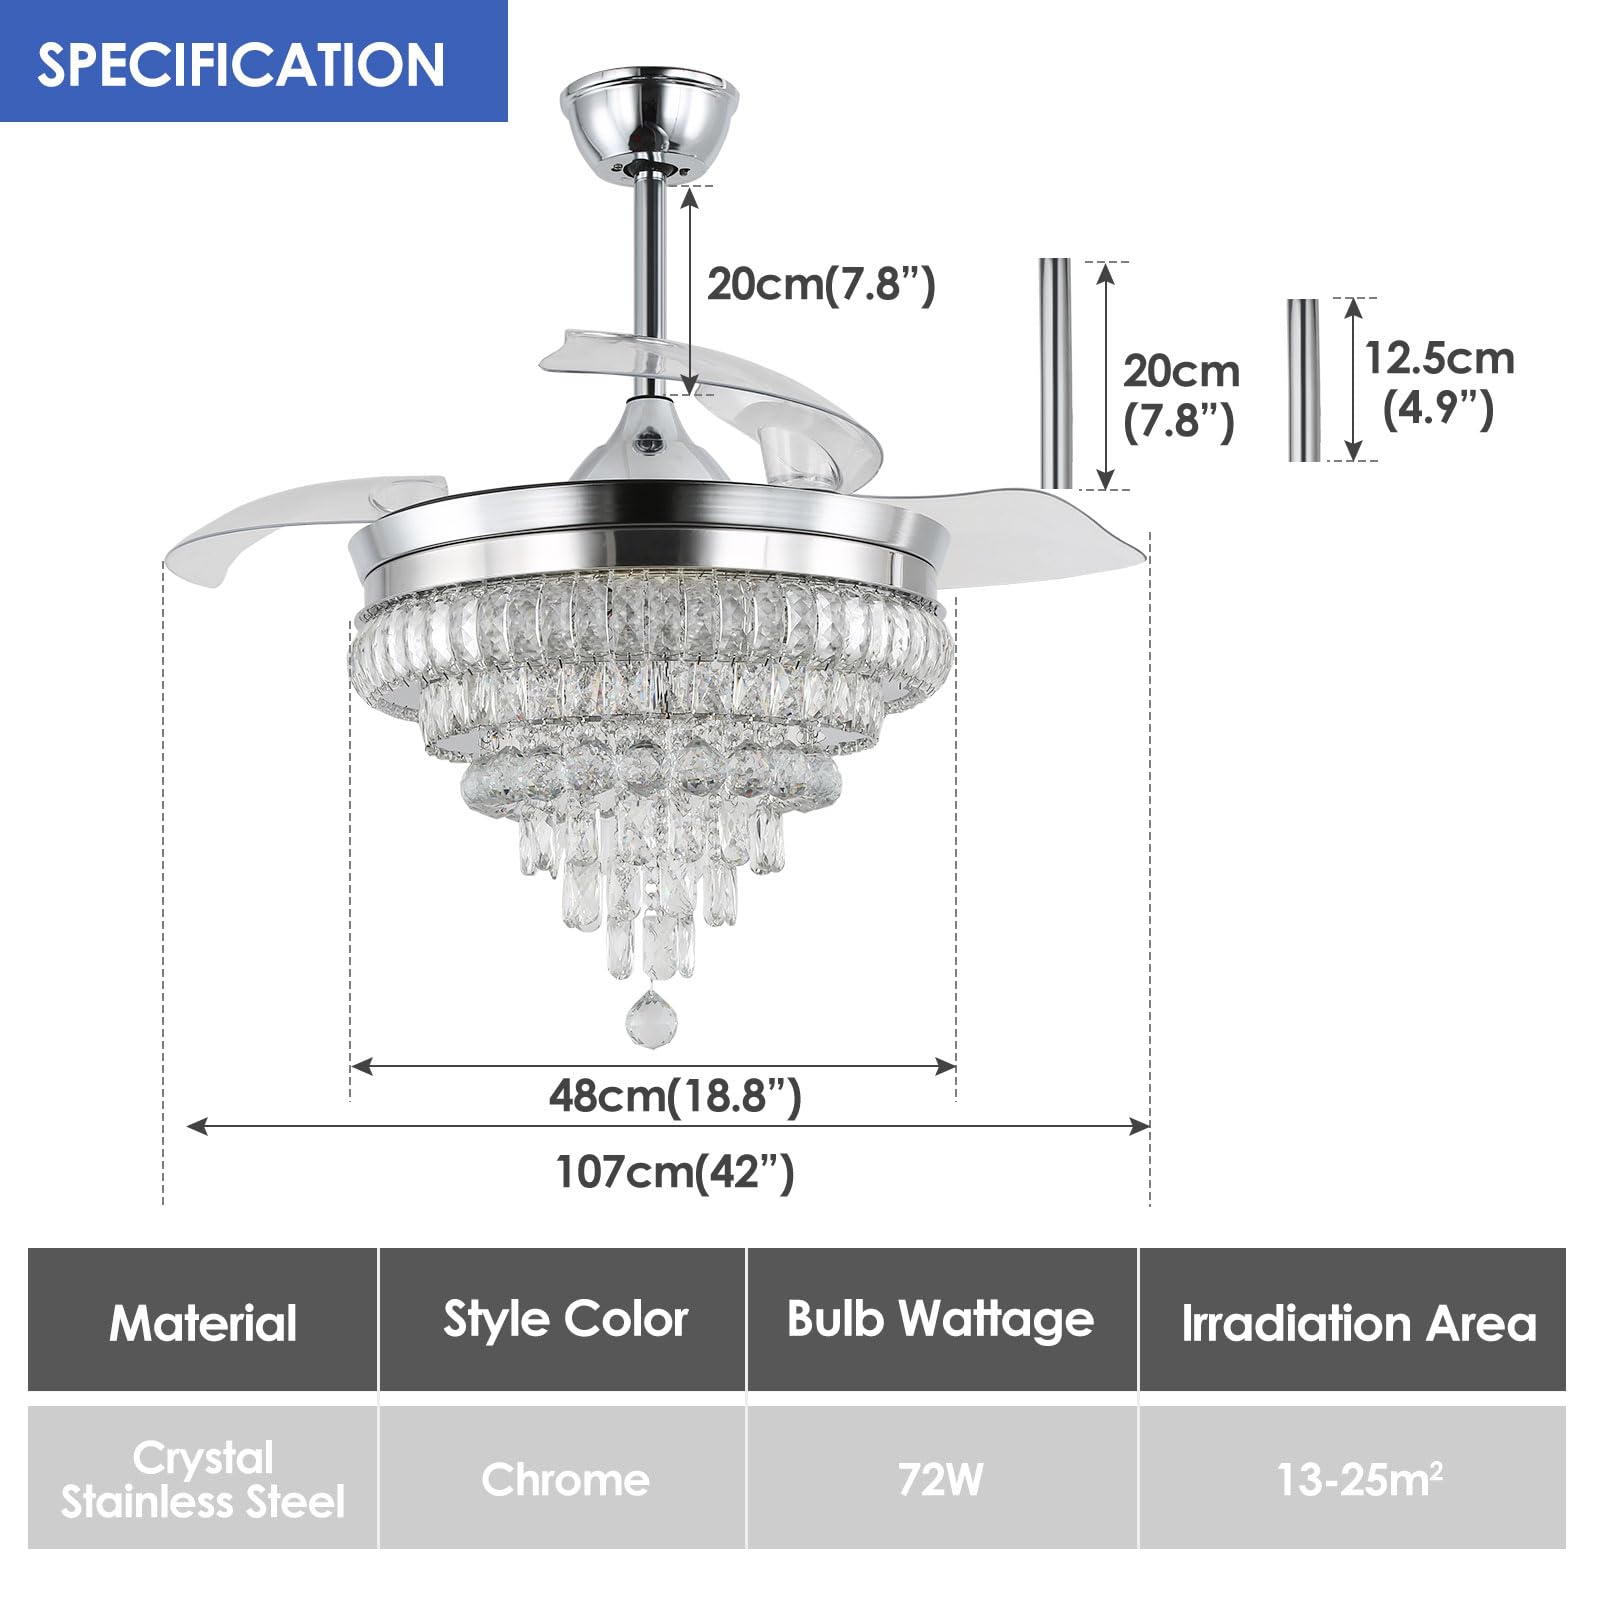 SPECIFICATION
20cm(7.8”)
20cm
(7.8”)
12.5cm
(4.9”)
48cm(18.8”)
107cm(42”)
Material
Style Color
Bulb Wattage
Irradiation Area
Crystal
Stainless Steel
Chrome
72W
13-25m²